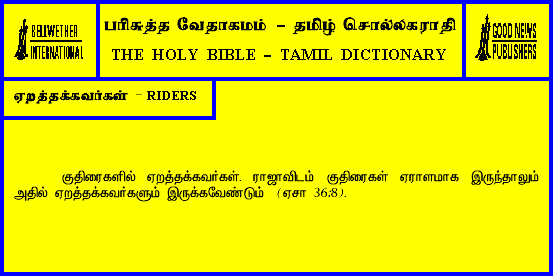 BELLWETHER
INTERNATIONAL
பரிசுத்த வேதாகமம் – தமிழ் சொல்லகராதி
THE HOLY BIBLE – TAMIL DICTIONARY
GOOD NEWS
PUBLISHERS
ஏறத்தக்கவர்கள் – RIDERS
குதிரைகளில் ஏறத்தக்கவர்கள். ராஜாவிடம் குதிரைகள் ஏராளமாக இருந்தாலும்
அதில் ஏறத்தக்கவர்களும் இருக்கவேண்டும் (ஏசா 36:8).